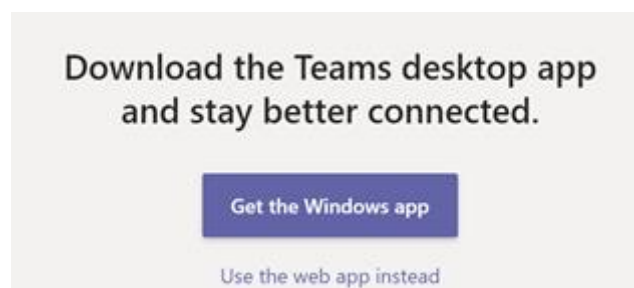 Download the Teams desktop app
and stay better connected.
Get the Windows app
Use the web app instead